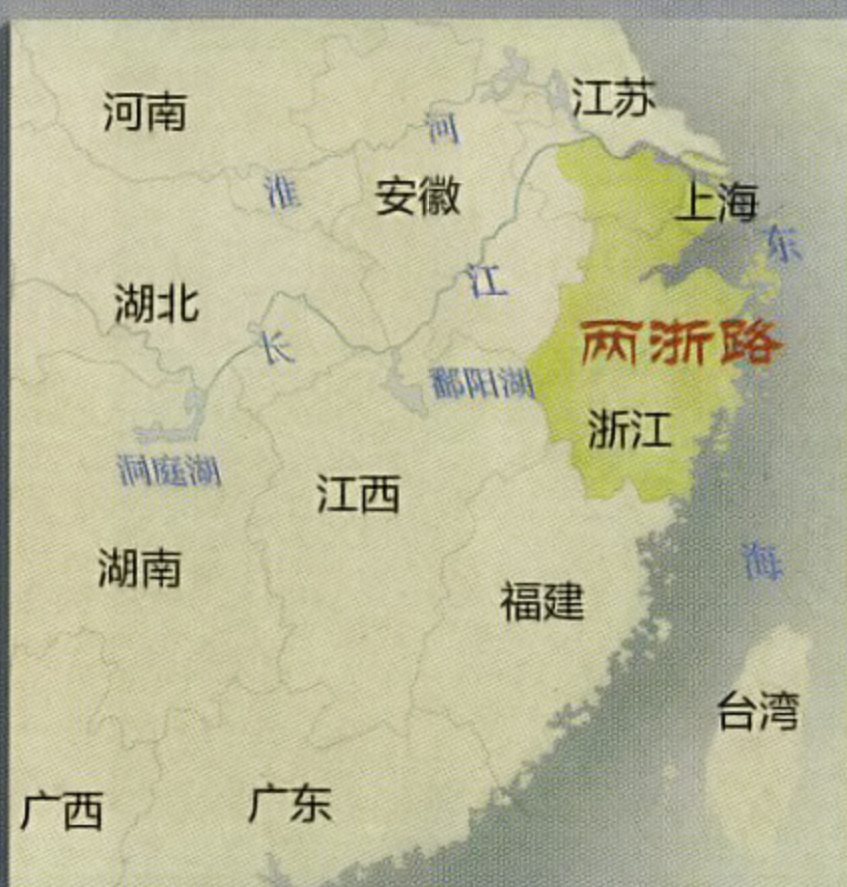 江苏
河南
河
安徽
淮
上海
东
江
湖北
两浙路
长
鄱阳湖
浙江
洞庭湖
江西
海
湖南
福建
台湾
广西
广东